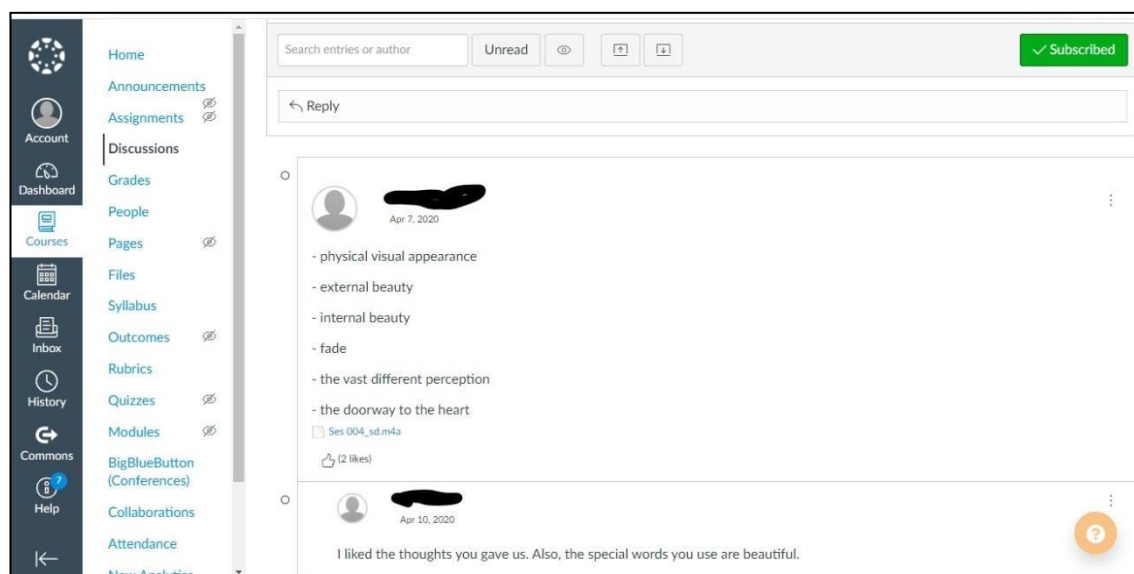 Account
Dashboard
Courses
Calendar
Inbox
History
Commons
7
Help
Home
Announcements
Assignments
Discussions
Grades
People
Pages
Files
Syllabus
Outcomes
Rubrics
Quizzes
Modules
BigBlueButton
(Conferences)
Collaborations
Attendance
New Analytics
Search entries or author
Unread
Subscribed
Reply
Apr 7, 2020
- physical visual appearance
- external beauty
- internal beauty
- fade
- the vast different perception
- the doorway to the heart
Ses 004_sd.m4a
(2 likes)
Apr 10, 2020
I liked the thoughts you gave us. Also, the special words you use are beautiful.
?